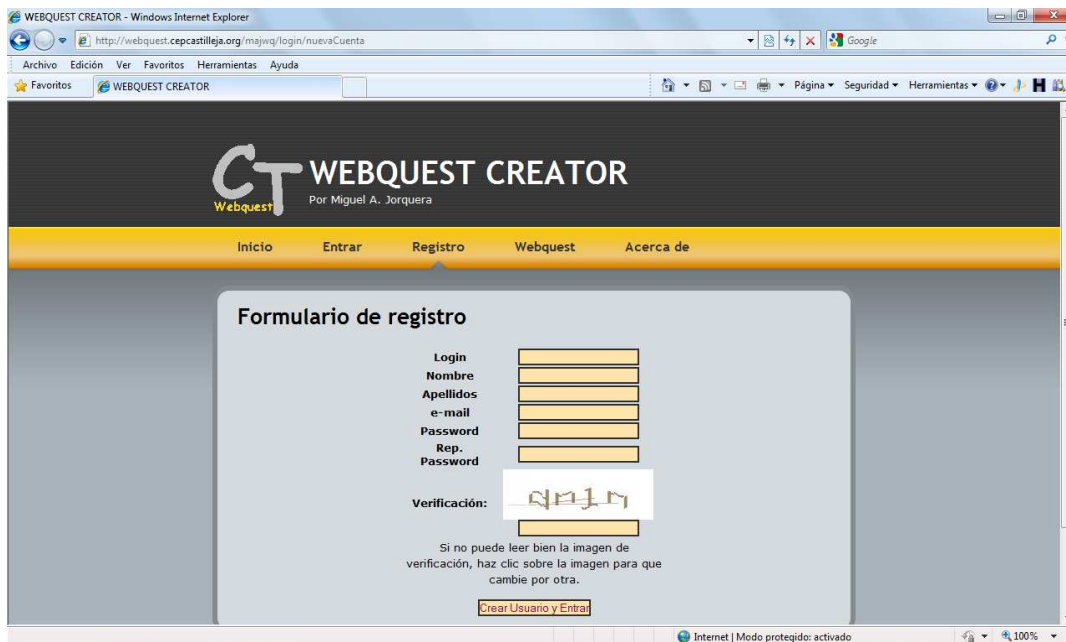 WEBQUEST CREATOR - Windows Internet Explorer
http://webquest.cepcastilleja.org/majwq/login/nuevaCuenta
Google
Archivo Edición Ver Favoritos Herramientas Ayuda
Favoritos WEBQUEST CREATOR Página Seguridad Herramientas
CT
Webquest
WEBQUEST CREATOR
Por Miguel A. Jorquera
Inicio Entrar Registro Webquest Acerca de
Formulario de registro
Login
Nombre
Apellidos
e-mail
Password
Rep.
Password
Verificación:
Si no puede leer bien la imagen de
verificación, haz clic sobre la imagen para que
cambie por otra.
Crear Usuario y Entrar
Internet | Modo protegido: activado 100%